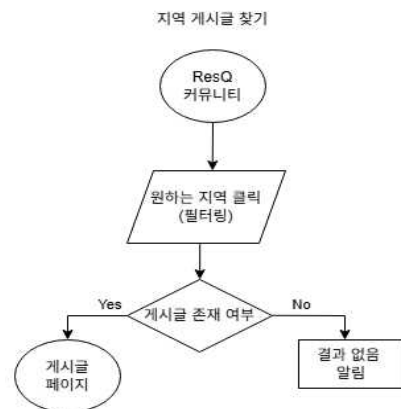 지역 게시글 찾기
ResQ
커뮤니티
원하는 지역 클릭
(필터링)
게시글 존재 여부
Yes
No
게시글
페이지
결과 없음
알림